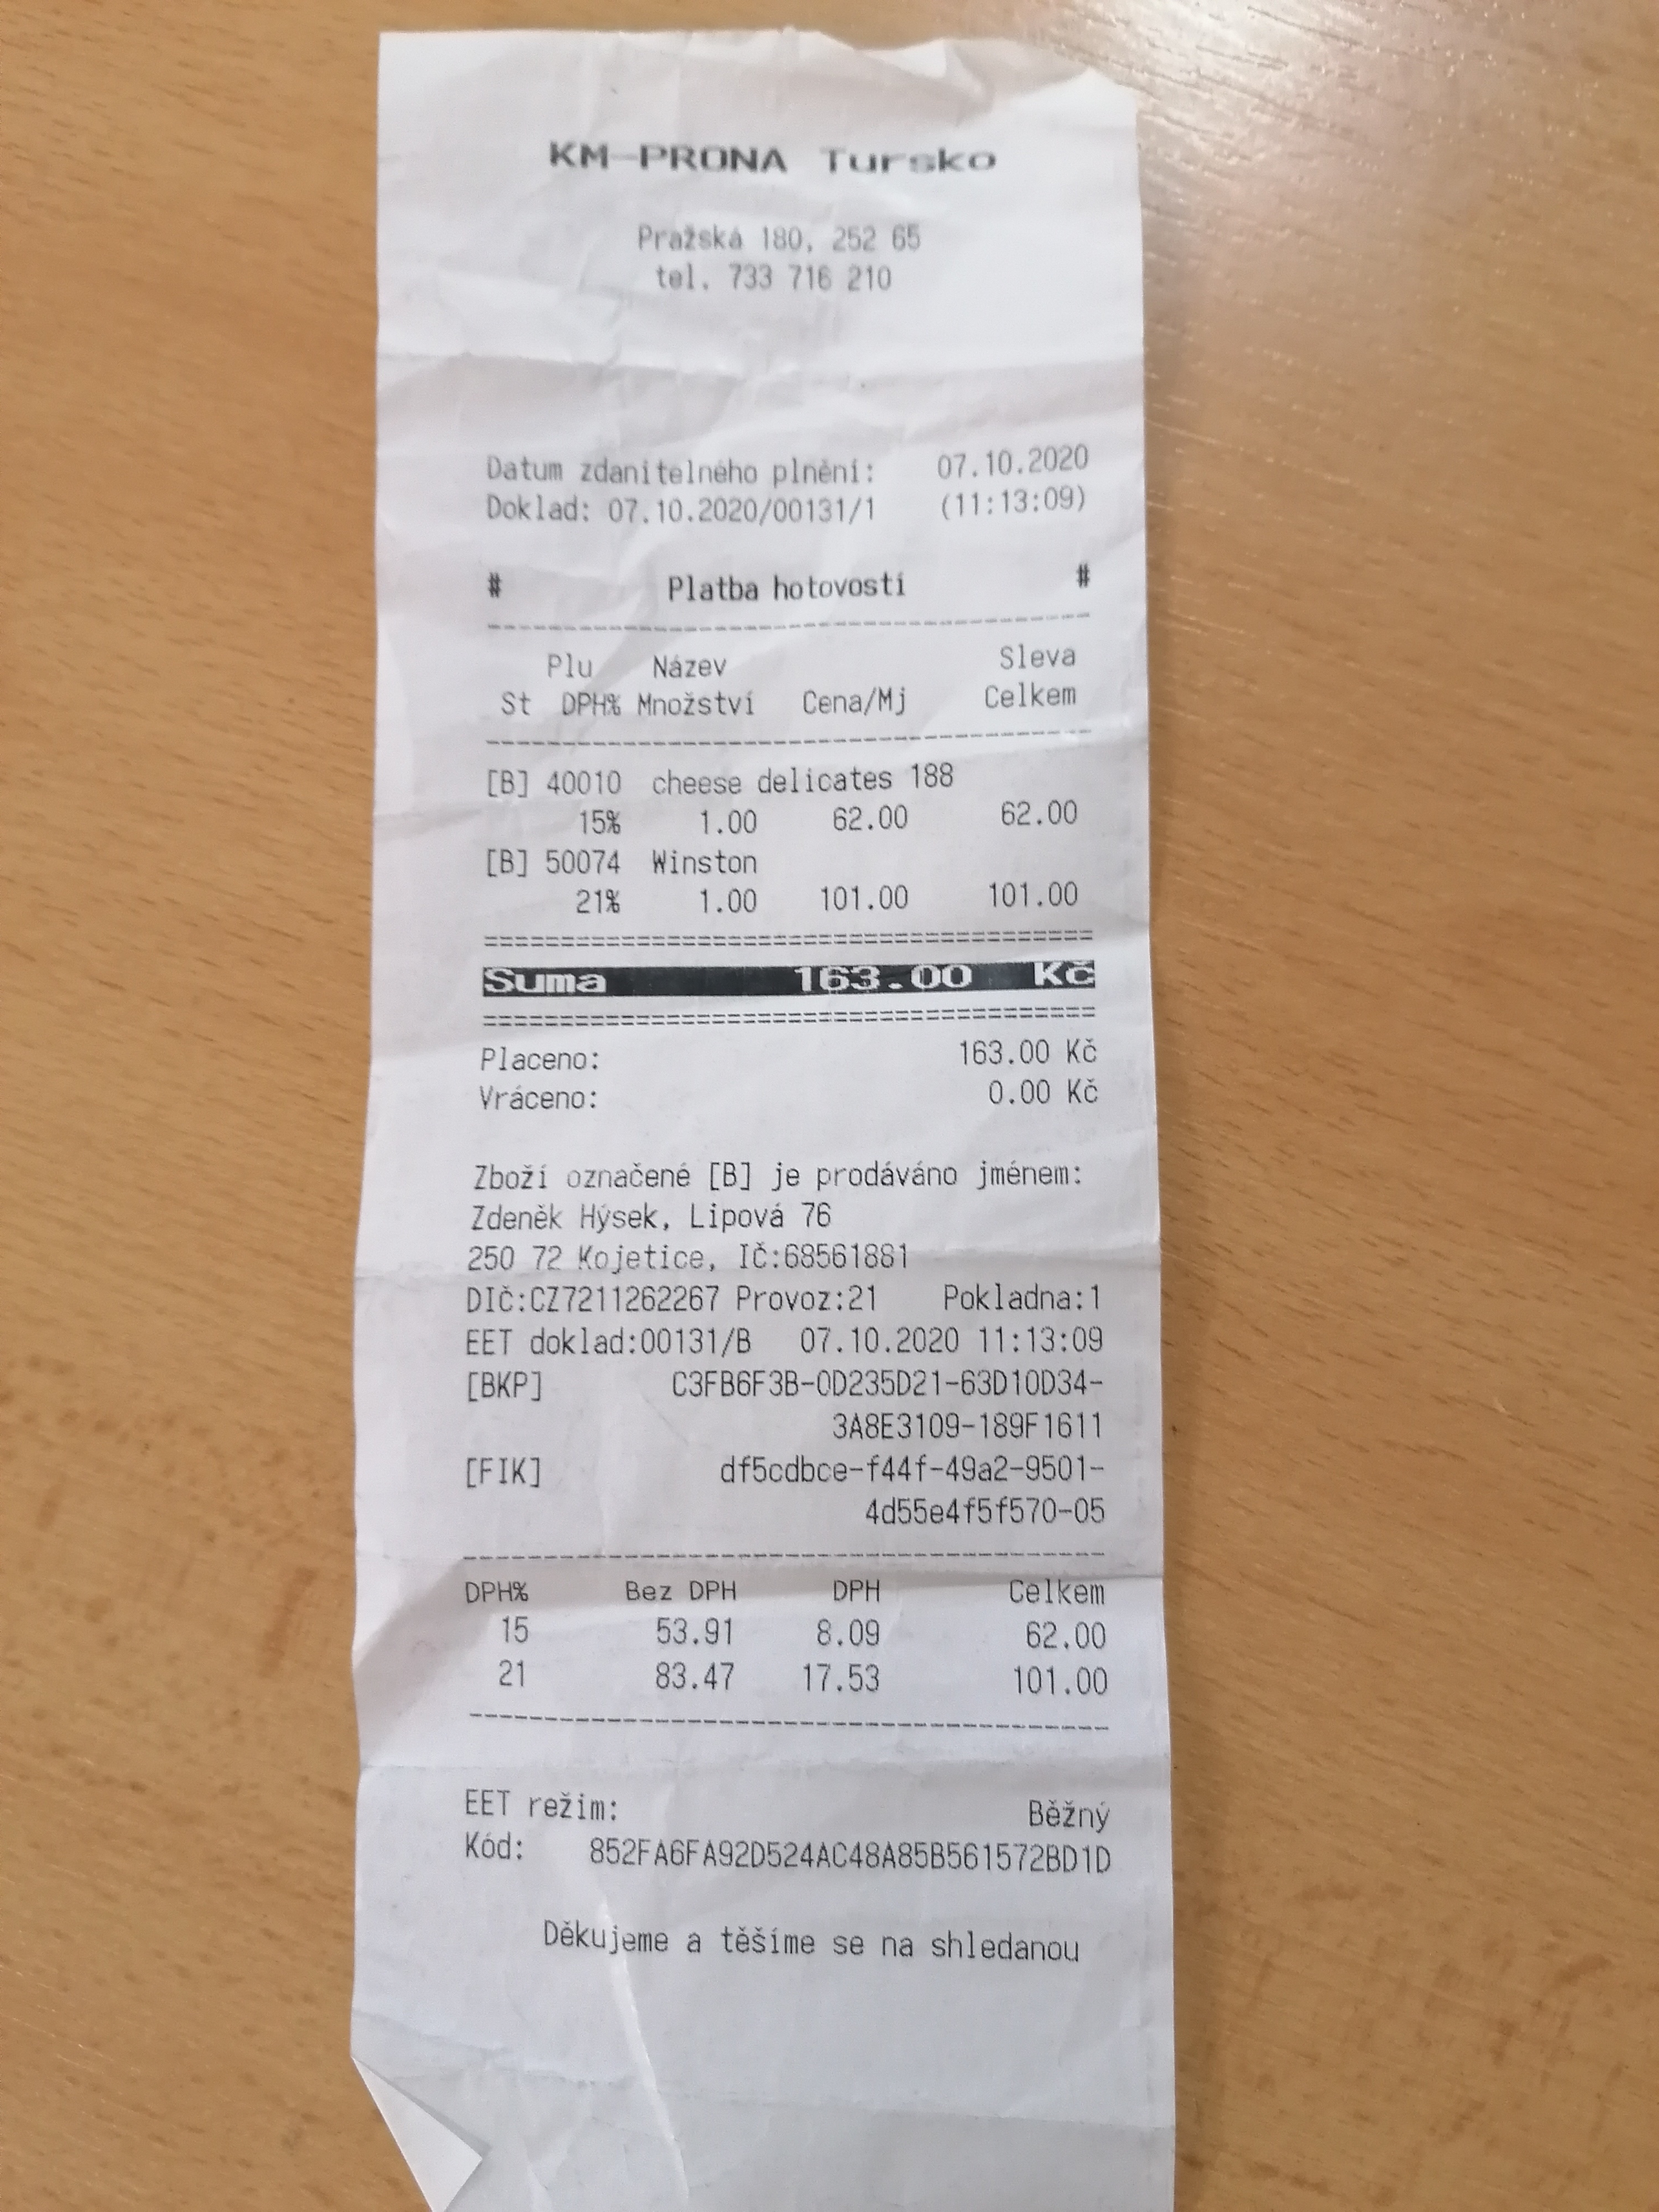 KM-PRONA Tursko
Pražská 180, 252 65
tel. 733 716 210
Datum zdanitelného plnění: 07.10.2020
Doklad: 07.10.2020/00131/1 (11:13:09)
# Platba hotovostí #
Plu Název Sleva
St DPH% Množství Cena/Mj Celkem
[B] 40010 cheese delicates 188
15% 1.00 62.00 62.00
[B] 50074 Winston
21% 1.00 101.00 101.00
Suma 163.00 Kč
Placeno: 163.00 Kč
Vráceno: 0.00 Kč
Zboží označené [B] je prodáváno jménem:
Zdeněk Hýsek, Lipová 76
250 72 Kojetice, IČ:68561881
DIČ:CZ7211262267 Provoz:21 Pokladna:1
EET doklad:00131/B 07.10.2020 11:13:09
[BKP] C3FB6F3B-0D235D21-63D10D34-
3A8E3109-189F1611
[FIK] df5cdbce-f44f-49a2-9501-
4d55e4f5f570-05
DPH% Bez DPH DPH Celkem
15 53.91 8.09 62.00
21 83.47 17.53 101.00
EET režim: Běžný
Kód: 852FA6FA92D524AC48A85B561572BD1D
Děkujeme a těšíme se na shledanou